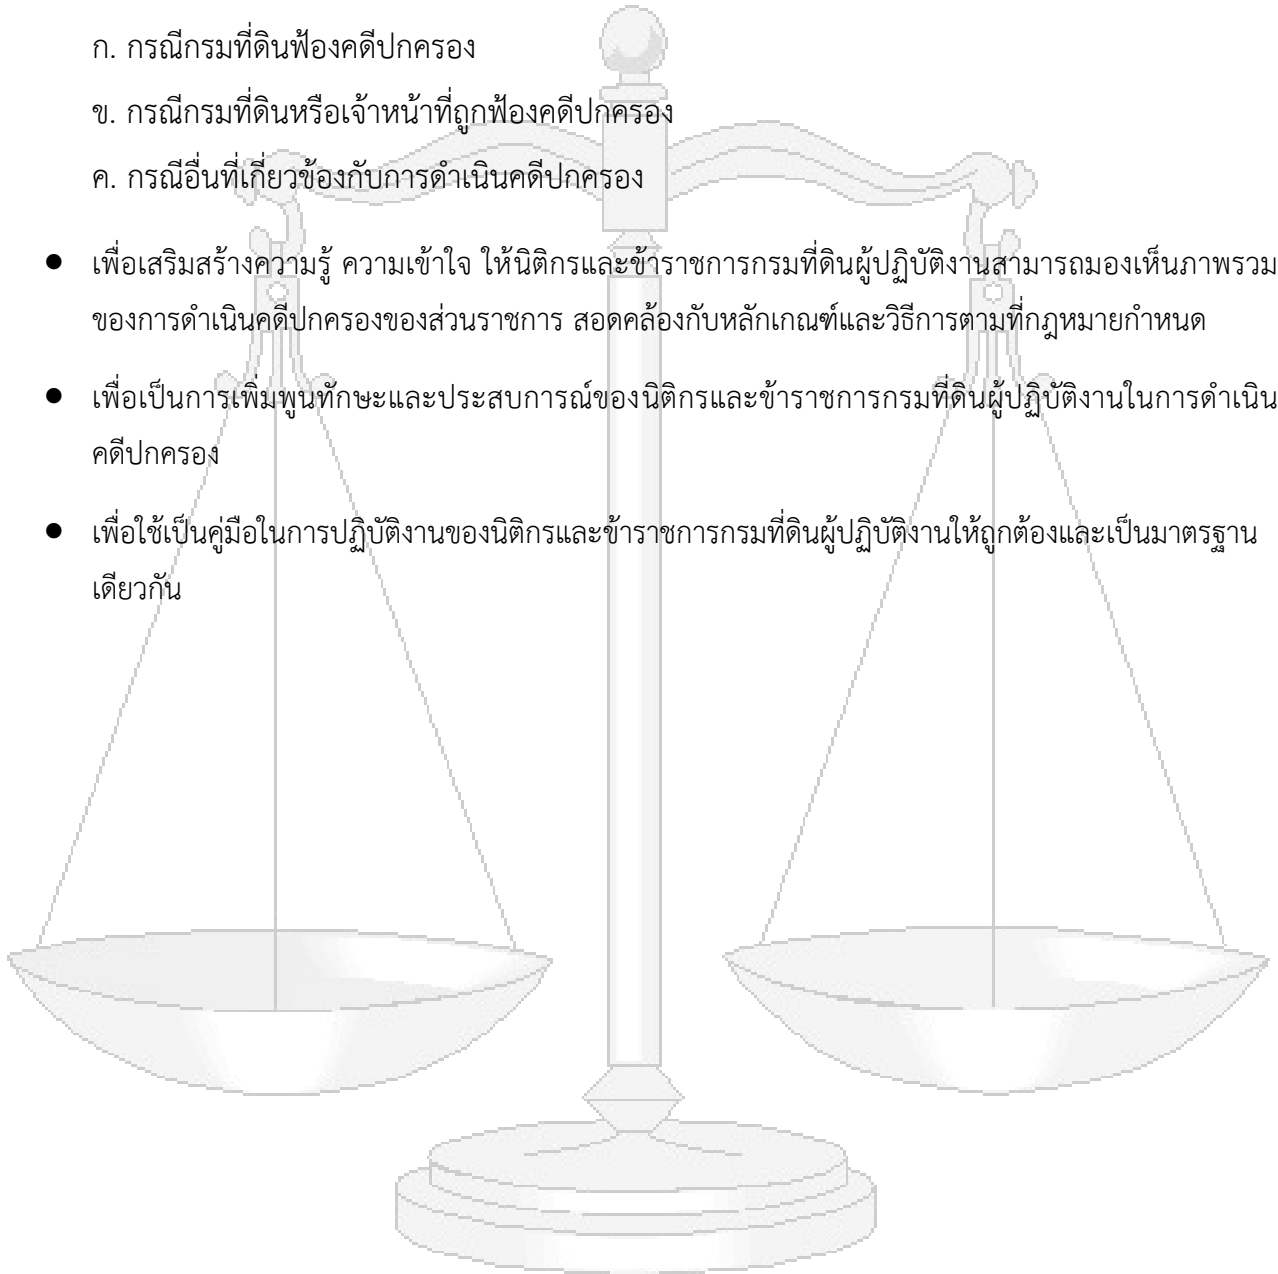 ก. กรณีกรมที่ดินฟ้องคดีปกครอง
ข. กรณีกรมที่ดินหรือเจ้าหน้าที่ถูกฟ้องคดีปกครอง
ค. กรณีอื่นที่เกี่ยวข้องกับการดำเนินคดีปกครอง
● เพื่อเสริมสร้างความรู้ ความเข้าใจ ให้นิติกรและข้าราชการกรมที่ดินผู้ปฏิบัติงานสามารถมองเห็นภาพรวม
ของการดำเนินคดีปกครองของส่วนราชการ สอดคล้องกับหลักเกณฑ์และวิธีการตามที่กฎหมายกำหนด
● เพื่อเป็นการเพิ่มพูนทักษะและประสบการณ์ของนิติกรและข้าราชการกรมที่ดินผู้ปฏิบัติงานในการดำเนิน
คดีปกครอง
● เพื่อใช้เป็นคู่มือในการปฏิบัติงานของนิติกรและข้าราชการกรมที่ดินผู้ปฏิบัติงานให้ถูกต้องและเป็นมาตรฐาน
เดียวกัน